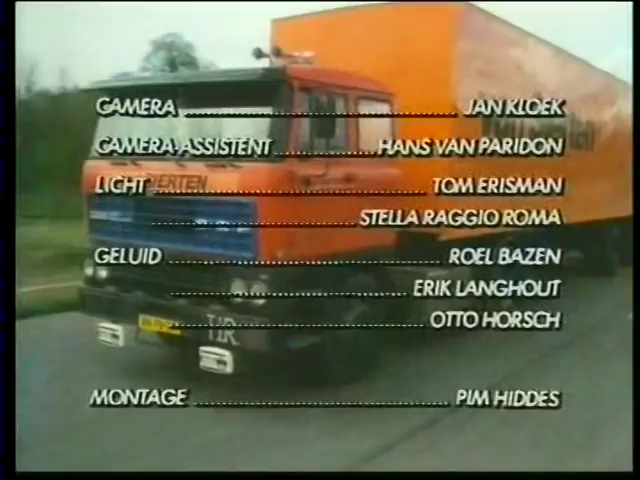 CAMERA JAN KLOEK
CAMERA-ASSISTENT HANS VAN PARIDON
LICHT TOM ERISMAN
STELLA RAGGIO ROMA
GELUID ROEL BAZEN
ERIK LANGHOUT
OTTO HORSCH
MONTAGE PIM HIDDES